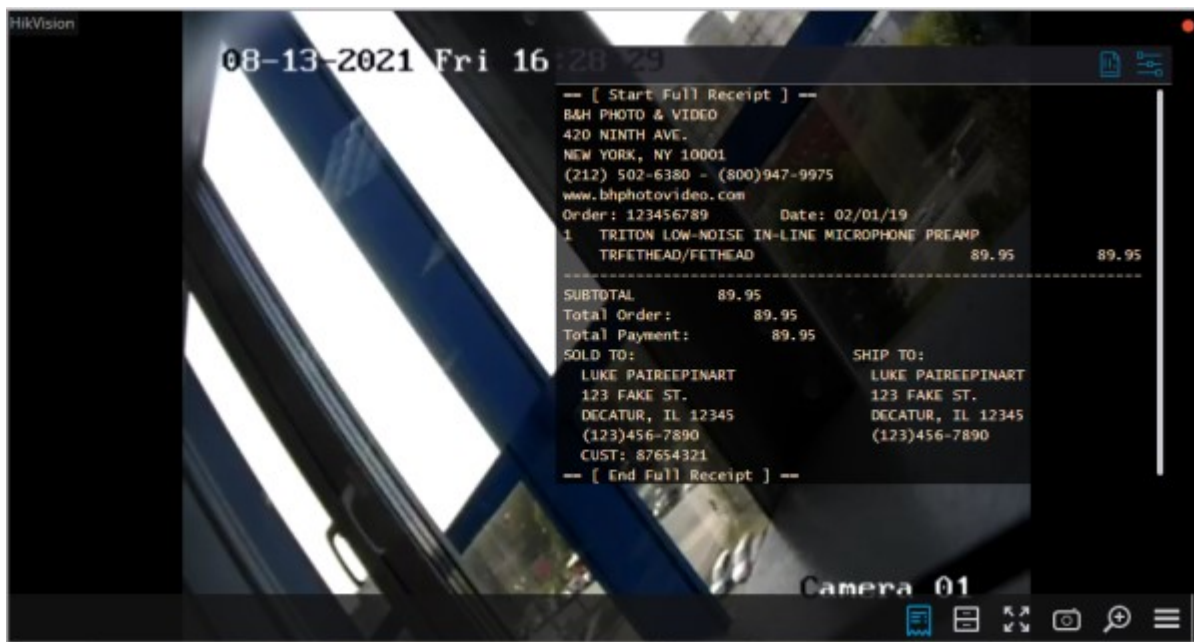 HikVision
08-13-2021 Fri 16:28:29
== [ Start Full Receipt ] ==
B&H PHOTO & VIDEO
420 NINTH AVE.
NEW YORK, NY 10001
(212) 502-6380 - (800)947-9975
www.bhphotovideo.com
Order: 123456789 Date: 02/01/19
1 TRITON LOW-NOISE IN-LINE MICROPHONE PREAMP
TRFETHEAD/FETHEAD 89.95 89.95
--------------------------------------------------------------------------------
SUBTOTAL 89.95
Total Order: 89.95
Total Payment: 89.95
SOLD TO: SHIP TO:
LUKE PAIREEPINART LUKE PAIREEPINART
123 FAKE ST. 123 FAKE ST.
DECATUR, IL 12345 DECATUR, IL 12345
(123)456-7890 (123)456-7890
CUST: 87654321
== [ End Full Receipt ] ==
Camera 01